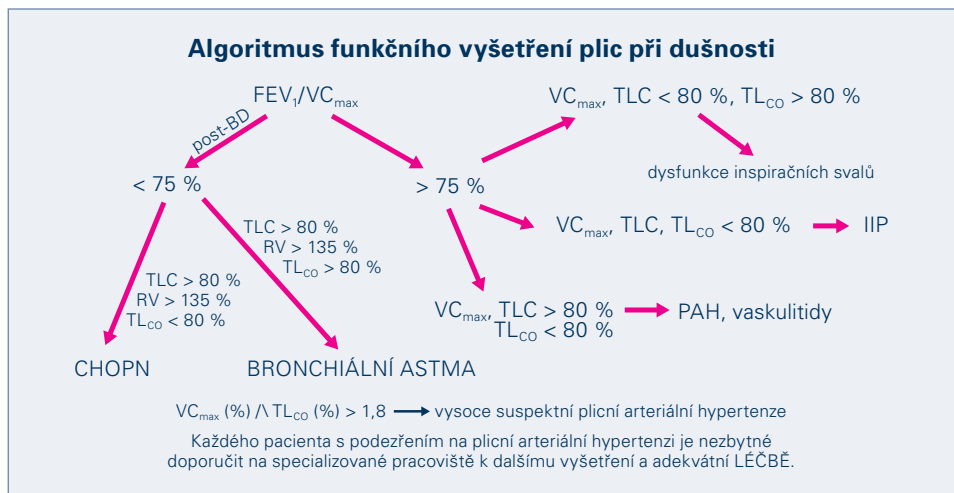 Algoritmus funkčního vyšetření plic při dušnosti
FEV₁/VCmax
post-BD
< 75 %
> 75 %
VCmax, TLC < 80 %, TLCO > 80 %
dysfunkce inspiračních svalů
VCmax, TLC, TLCO < 80 %
IIP
VCmax, TLC > 80 %
TLCO < 80 %
PAH, vaskulitidy
TLC > 80 %
RV > 135 %
TLCO > 80 %
TLC > 80 %
RV > 135 %
TLCO < 80 %
CHOPN
BRONCHIÁLNÍ ASTMA
VCmax (%) /\ TLCO (%) > 1,8 → vysoce suspektní plicní arteriální hypertenze
Každého pacienta s podezřením na plicní arteriální hypertenzi je nezbytné
doporučit na specializované pracoviště k dalšímu vyšetření a adekvátní LÉČBĚ.